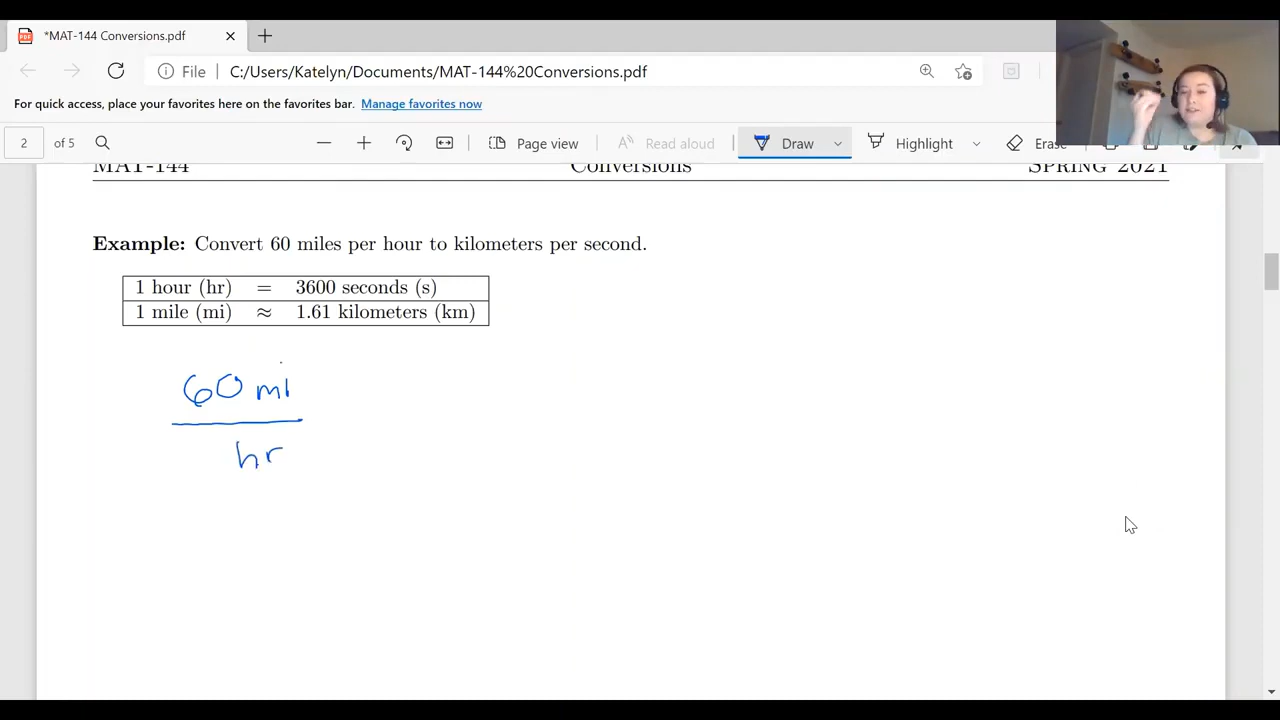 *MAT-144 Conversions.pdf
File C:/Users/Katelyn/Documents/MAT-144%20Conversions.pdf
For quick access, place your favorites here on the favorites bar. Manage favorites now
2 of 5 Page view Read aloud Draw Highlight Erase
MAT-144 Conversions SPRING 2021
Example: Convert 60 miles per hour to kilometers per second.
1 hour (hr) = 3600 seconds (s)
1 mile (mi) ≈ 1.61 kilometers (km)
60 mi
hr